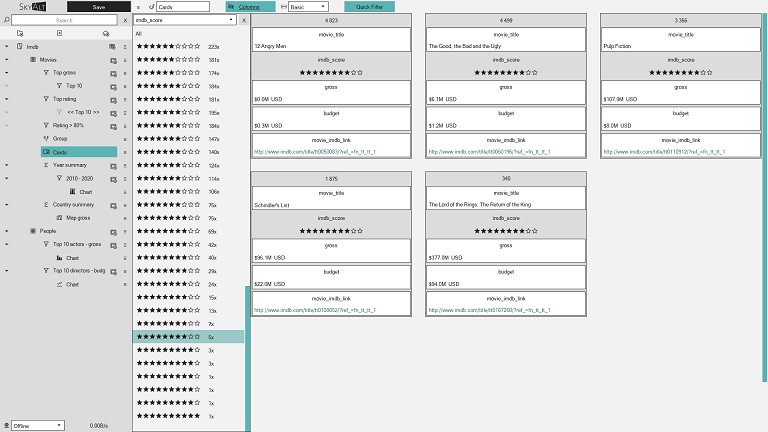 SKYALT Save Cards Columns Basic Quick Filter
Search X imdb_score X
Imdb
Movies
Top gross
Top 10
Top rating
<< Top 10 >>
Rating > 80%
Group
Cards
Year summary
2010 - 2020
Chart
Country summary
Map gross
People
Top 10 actors - gross
Chart
Top 10 directors - budg
Chart
Offline 0.00B/s
All
223x
181x
174x
184x
181x
195x
184x
147x
140x
124x
114x
106x
75x
75x
69x
42x
40x
29x
24x
15x
13x
7x
5x
3x
3x
1x
1x
1x
1x
4 823
movie_title
12 Angry Men
imdb_score
gross
$0.0M USD
budget
$0.3M USD
movie_imdb_link
http://www.imdb.com/title/tt0050083/?ref_=fn_tt_tt_1
4 499
movie_title
The Good, the Bad and the Ugly
imdb_score
gross
$6.1M USD
budget
$1.2M USD
movie_imdb_link
http://www.imdb.com/title/tt0060196/?ref_=fn_tt_tt_1
3 356
movie_title
Pulp Fiction
imdb_score
gross
$107.9M USD
budget
$8.0M USD
movie_imdb_link
http://www.imdb.com/title/tt0110912/?ref_=fn_tt_tt_1
1 875
movie_title
Schindler's List
imdb_score
gross
$96.1M USD
budget
$22.0M USD
movie_imdb_link
http://www.imdb.com/title/tt0108052/?ref_=fn_tt_tt_1
340
movie_title
The Lord of the Rings: The Return of the King
imdb_score
gross
$377.0M USD
budget
$94.0M USD
movie_imdb_link
http://www.imdb.com/title/tt0167260/?ref_=fn_tt_tt_1